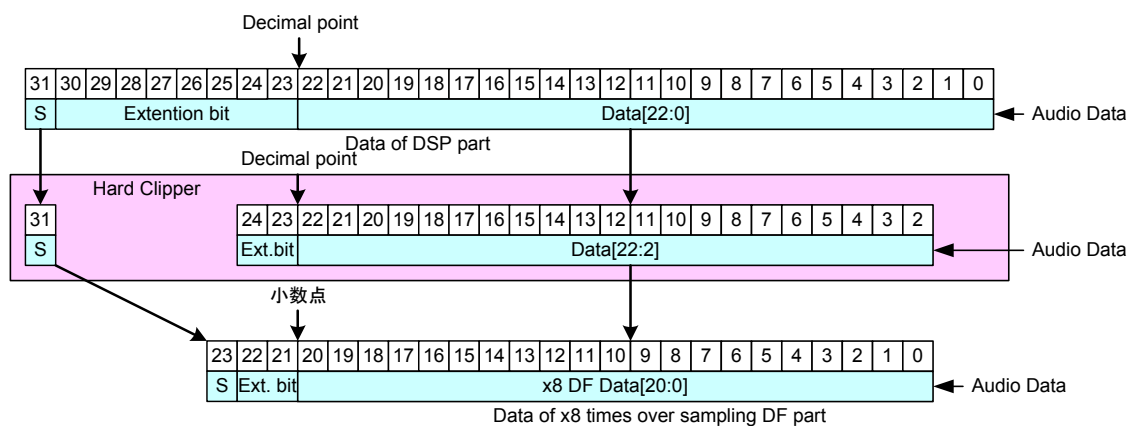 Decimal point
31 30 29 28 27 26 25 24 23 22 21 20 19 18 17 16 15 14 13 12 11 10 9 8 7 6 5 4 3 2 1 0
S Extention bit Data[22:0] Audio Data
Data of DSP part
Decimal point
Hard Clipper
31 24 23 22 21 20 19 18 17 16 15 14 13 12 11 10 9 8 7 6 5 4 3 2
S Ext.bit Data[22:2] Audio Data
小数点
23 22 21 20 19 18 17 16 15 14 13 12 11 10 9 8 7 6 5 4 3 2 1 0
S Ext. bit x8 DF Data[20:0] Audio Data
Data of x8 times over sampling DF part